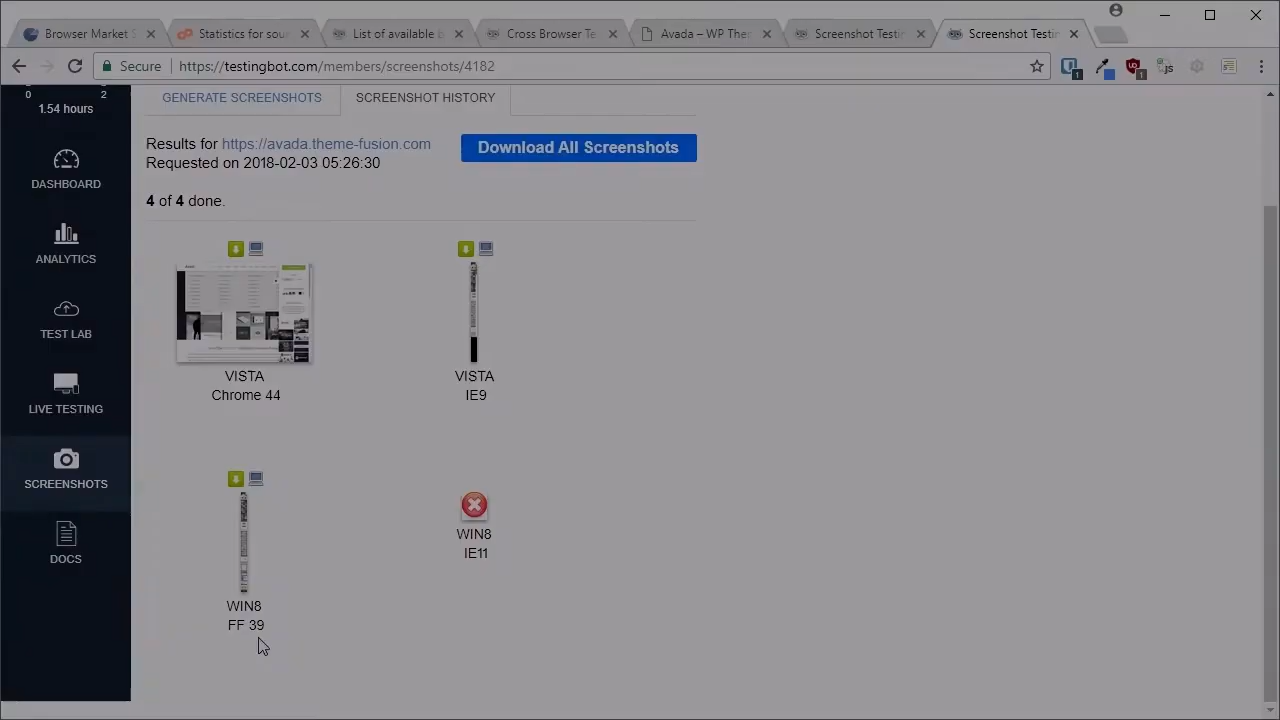 Browser Market S
Statistics for sou
List of available b
Cross Browser Te
Avada – WP The
Screenshot Testin
Screenshot Testin
Secure
https://testingbot.com/members/screenshots/4182
0
2
1.54 hours
DASHBOARD
ANALYTICS
TEST LAB
LIVE TESTING
SCREENSHOTS
DOCS
GENERATE SCREENSHOTS
SCREENSHOT HISTORY
Results for https://avada.theme-fusion.com
Requested on 2018-02-03 05:26:30
Download All Screenshots
4 of 4 done.
VISTA
Chrome 44
VISTA
IE9
WIN8
FF 39
WIN8
IE11